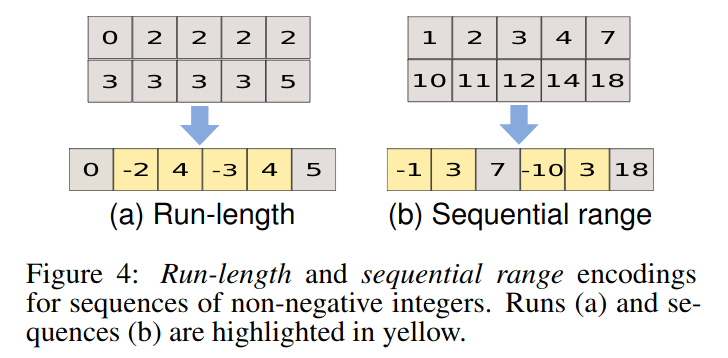 0 2 2 2 2
3 3 3 3 5
0 -2 4 -3 4 5
(a) Run-length
1 2 3 4 7
10 11 12 14 18
-1 3 7 -10 3 18
(b) Sequential range
Figure 4: Run-length and sequential range encodings
for sequences of non-negative integers. Runs (a) and se-
quences (b) are highlighted in yellow.